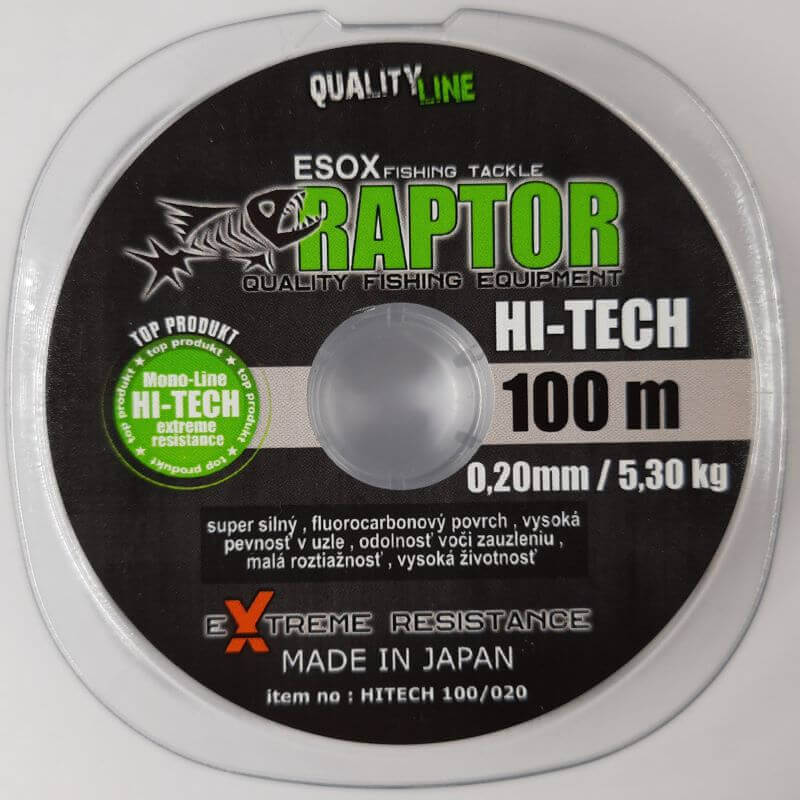 QUALITY LINE
ESOX FISHING TACKLE
RAPTOR
QUALITY FISHING EQUIPMENT
HI-TECH
TOP PRODUKT
top produkt ★ top produkt ★ top produkt ★ top produkt ★
Mono-Line
HI-TECH
extreme
resistance
100 m
0,20mm / 5,30 kg
super silný , fluorocarbonový povrch , vysoká
pevnosť v uzle , odolnosť voči zauzleniu ,
malá roztiažnosť , vysoká životnosť
EXTREME RESISTANCE
MADE IN JAPAN
item no : HITECH 100/020